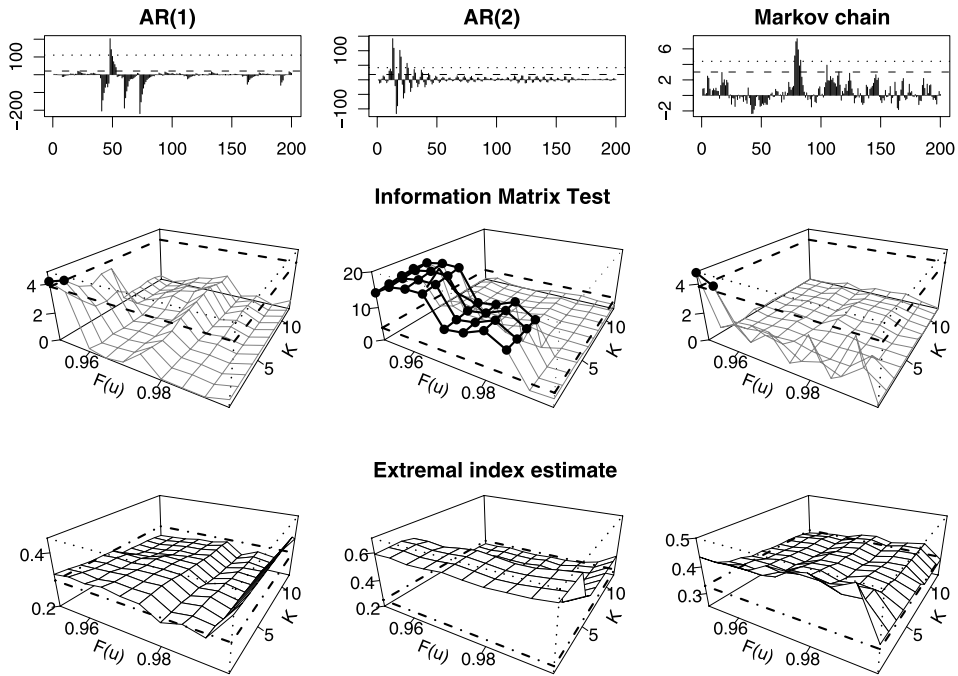 AR(1) AR(2) Markov chain
100 100 6
2
-200 -100 -2
0 50 100 150 200 0 50 100 150 200 0 50 100 150 200
Information Matrix Test
4 20 4
2 10 2
0 0 0
0.96 0.98 F(u) 5 10 K 0.96 0.98 F(u) 5 10 K 0.96 0.98 F(u) 5 10 K
Extremal index estimate
0.4 0.6 0.5
0.4 0.4
0.2 0.2 0.3
0.96 0.98 F(u) 5 10 K 0.96 0.98 F(u) 5 10 K 0.96 0.98 F(u) 5 10 K